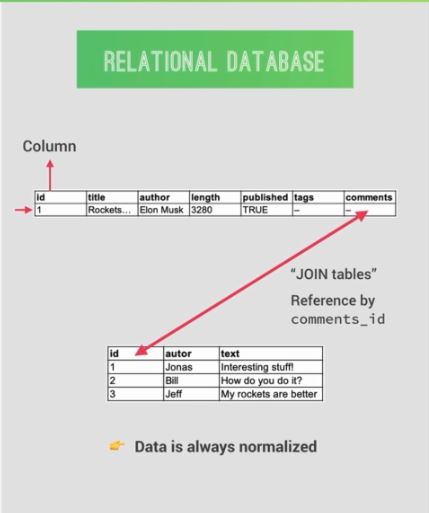 RELATIONAL DATABASE
Column
id title author length published tags comments
1 Rockets... Elon Musk 3280 TRUE – –
“JOIN tables”
Reference by
comments_id
id autor text
1 Jonas Interesting stuff!
2 Bill How do you do it?
3 Jeff My rockets are better
👉 Data is always normalized